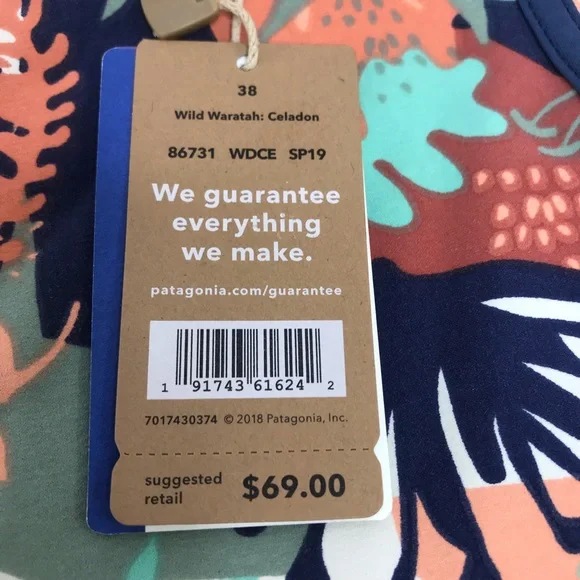 38
Wild Waratah: Celadon
86731 WDCE SP19
We guarantee
everything
we make.
patagonia.com/guarantee
1 91743 61624 2
7017430374 © 2018 Patagonia, Inc.
suggested
retail
$69.00